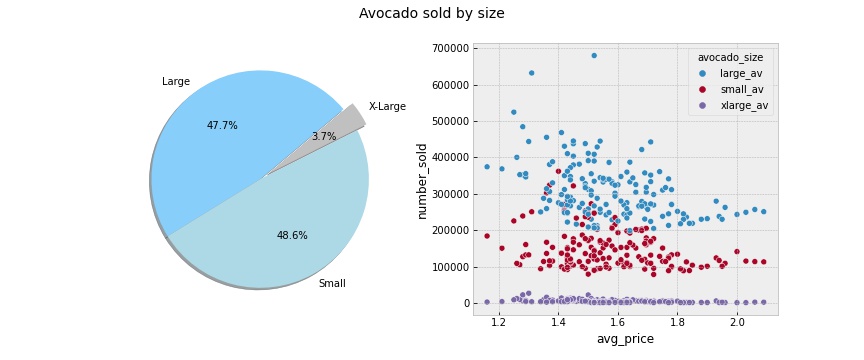 Avocado sold by size
Large
X-Large
47.7%
3.7%
48.6%
Small
number_sold
700000
600000
500000
400000
300000
200000
100000
0
avocado_size
large_av
small_av
xlarge_av
1.2 1.4 1.6 1.8 2.0
avg_price